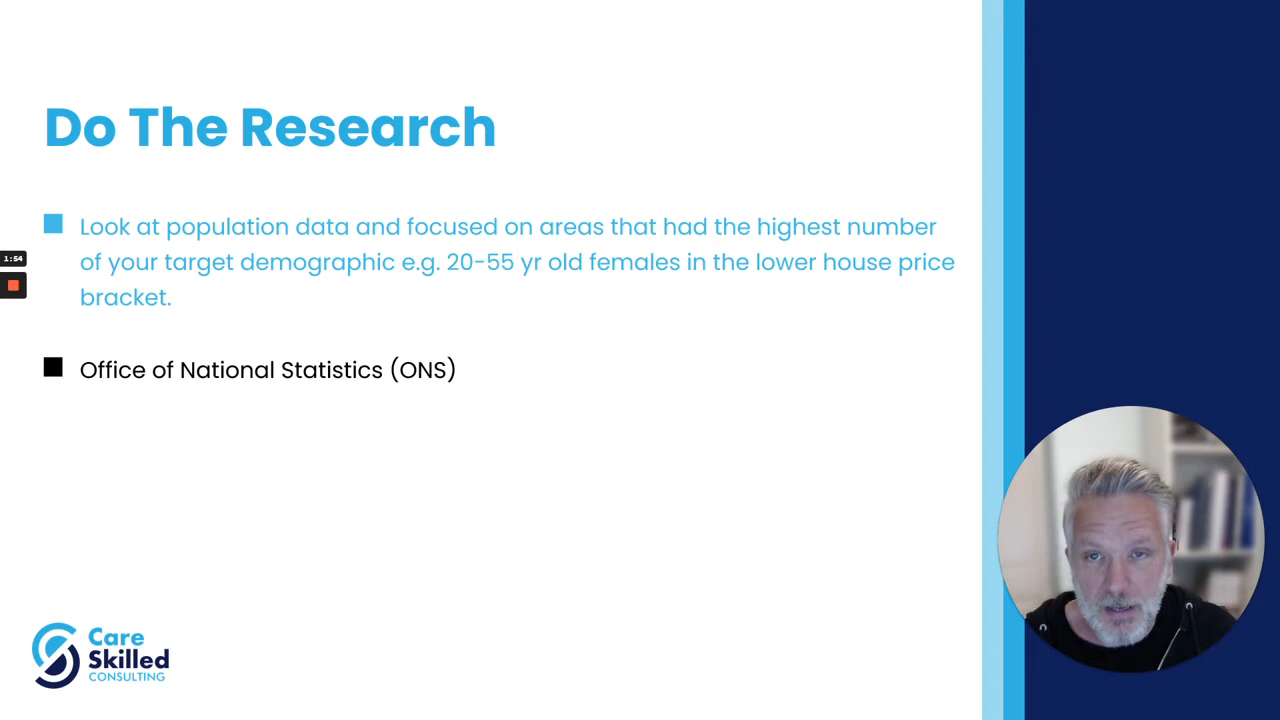 Do The Research
Look at population data and focused on areas that had the highest number
of your target demographic e.g. 20-55 yr old females in the lower house price
bracket.
1:54
Office of National Statistics (ONS)
Care
Skilled
CONSULTING